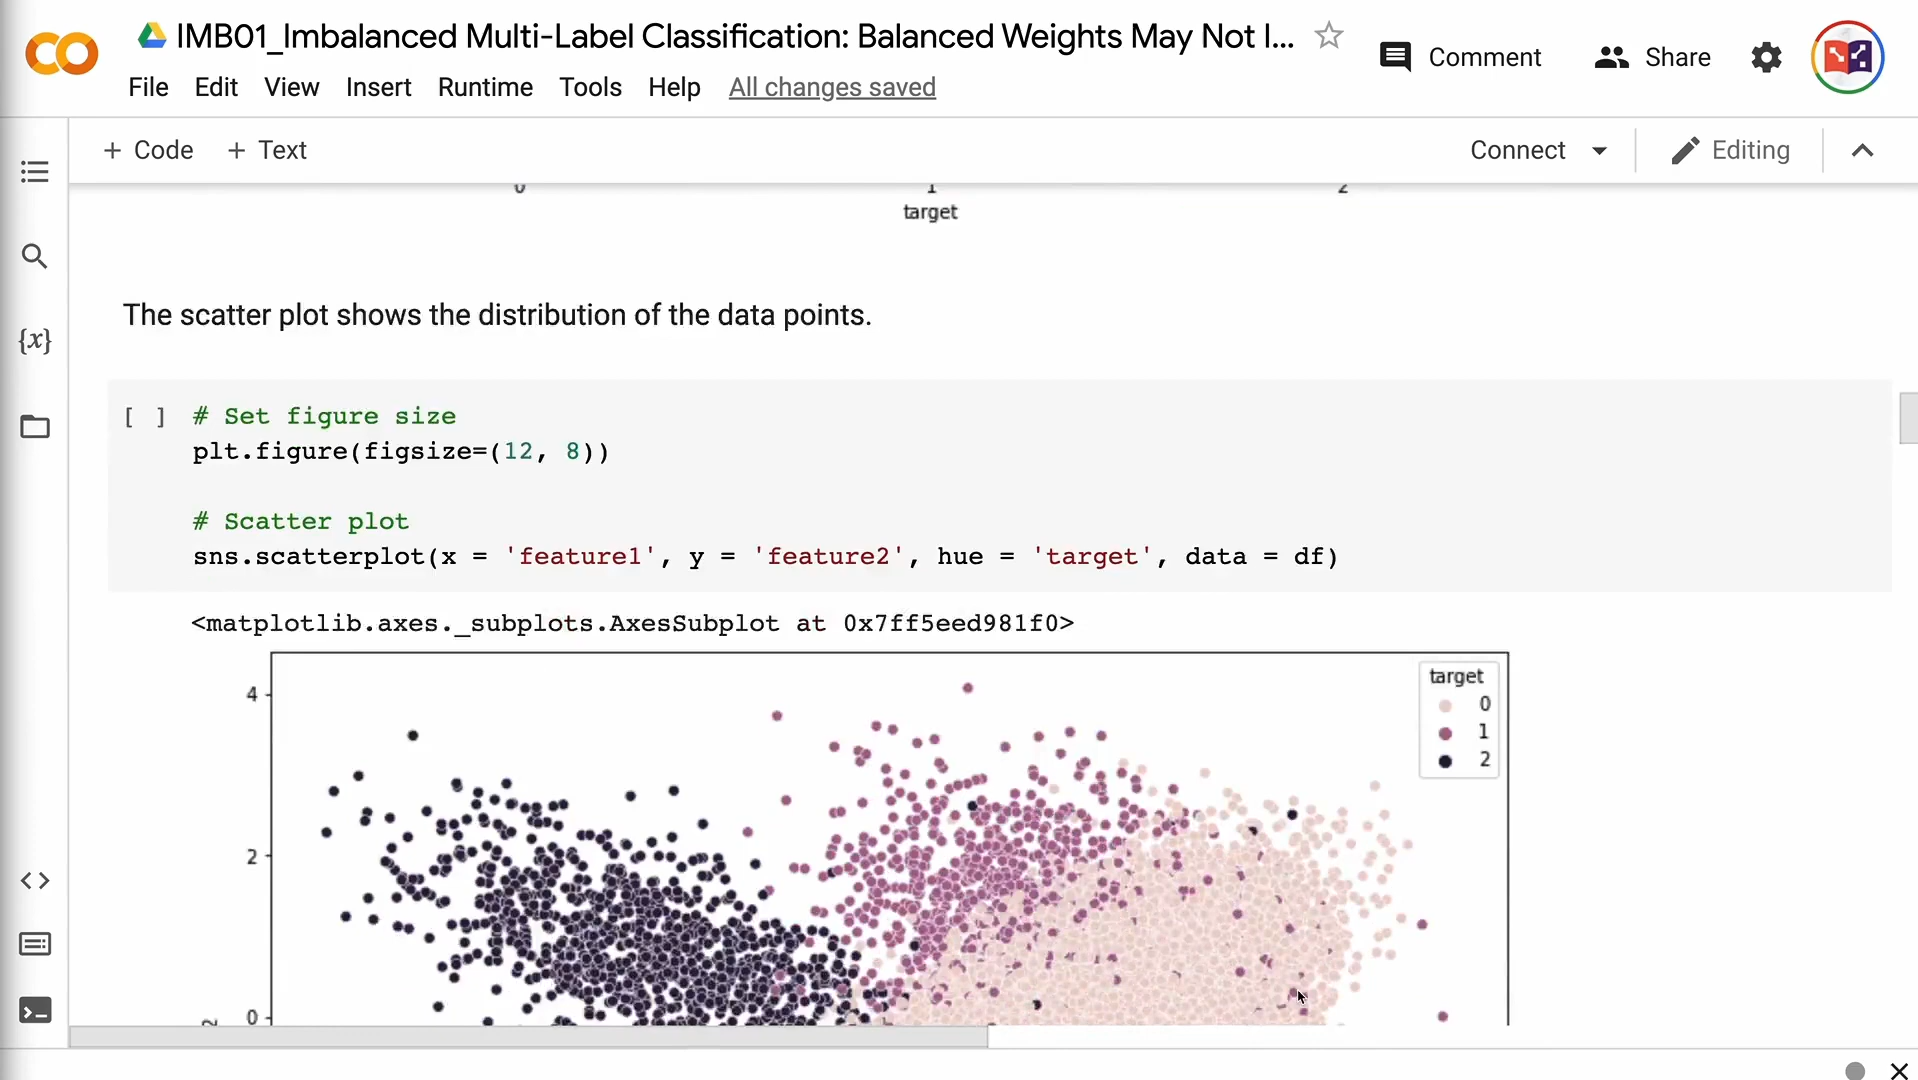 IMB01_Imbalanced Multi-Label Classification: Balanced Weights May Not I...
Comment
Share
File Edit View Insert Runtime Tools Help All changes saved
+ Code + Text
Connect
Editing
0 1 2
target
The scatter plot shows the distribution of the data points.
[ ] # Set figure size
plt.figure(figsize=(12, 8))
# Scatter plot
sns.scatterplot(x = 'feature1', y = 'feature2', hue = 'target', data = df)
<matplotlib.axes._subplots.AxesSubplot at 0x7ff5eed981f0>
target
0
1
2
4
2
0
{x}